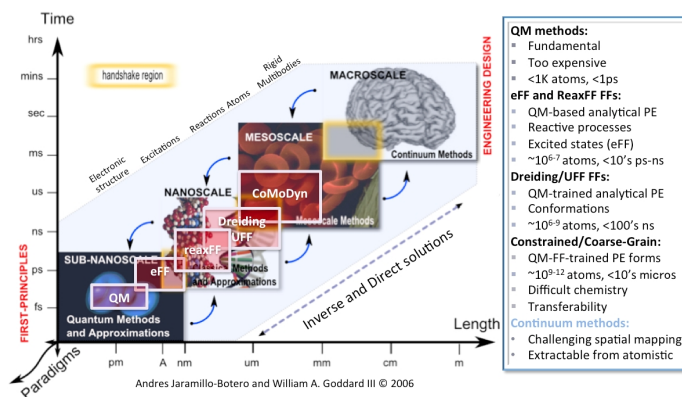 Time
hrs
mins
sec
ms
us
ns
ps
fs
handshake region
Electronic structure
Excitations
Reactions
Atoms
Rigid Multibodies
MACROSCALE
Continuum Methods
ENGINEERING DESIGN
MESOSCALE
CoMoDyn
Mesoscale Methods
NANOSCALE
Dreiding
UFF
reaxFF
Methods
and Approximations
SUB-NANOSCALE
eFF
QM
Quantum Methods
and Approximations
FIRST-PRINCIPLES
Inverse and Direct solutions
Length
Paradigms
pm
A
nm
um
mm
cm
m
Andres Jaramillo-Botero and William A. Goddard III © 2006
QM methods:
▪ Fundamental
▪ Too expensive
▪ <1K atoms, <1ps
eFF and ReaxFF FFs:
▪ QM-based analytical PE
▪ Reactive processes
▪ Excited states (eFF)
▪ ~10⁶⁻⁷ atoms, <10's ps-ns
Dreiding/UFF FFs:
▪ QM-trained analytical PE
▪ Conformations
▪ ~10⁶⁻⁹ atoms, <100's ns
Constrained/Coarse-Grain:
▪ QM-FF-trained PE forms
▪ ~10⁹⁻¹² atoms, <10's micros
▪ Difficult chemistry
▪ Transferability
Continuum methods:
▪ Challenging spatial mapping
▪ Extractable from atomistic